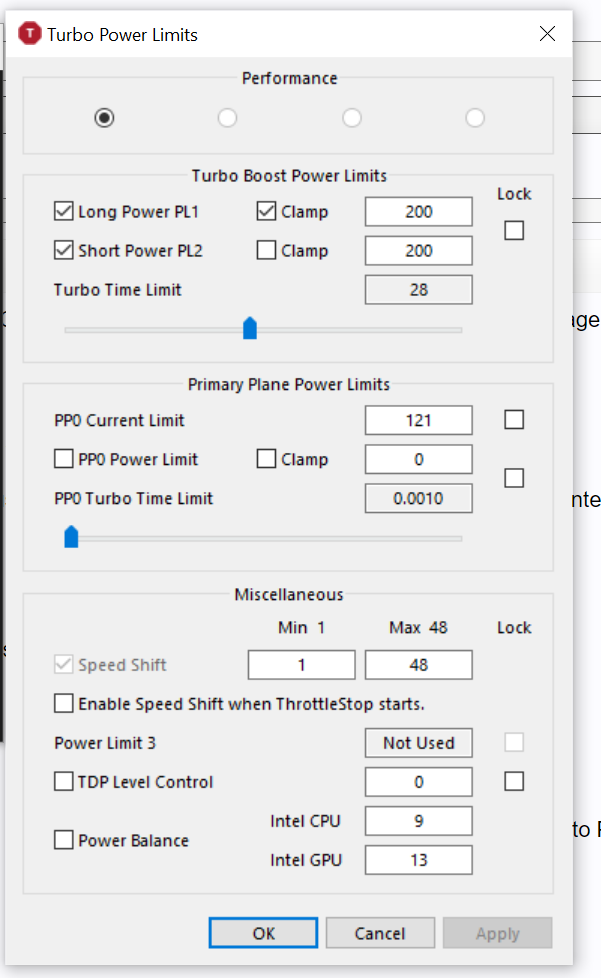 T Turbo Power Limits
Performance
Turbo Boost Power Limits
Lock
Long Power PL1 Clamp 200
Short Power PL2 Clamp 200
Turbo Time Limit 28
age
Primary Plane Power Limits
PP0 Current Limit 121
PP0 Power Limit Clamp 0
PP0 Turbo Time Limit 0.0010
nte
Miscellaneous
Min 1 Max 48 Lock
Speed Shift 1 48
Enable Speed Shift when ThrottleStop starts.
Power Limit 3 Not Used
TDP Level Control 0
Intel CPU 9
to
Power Balance
Intel GPU 13
OK Cancel Apply